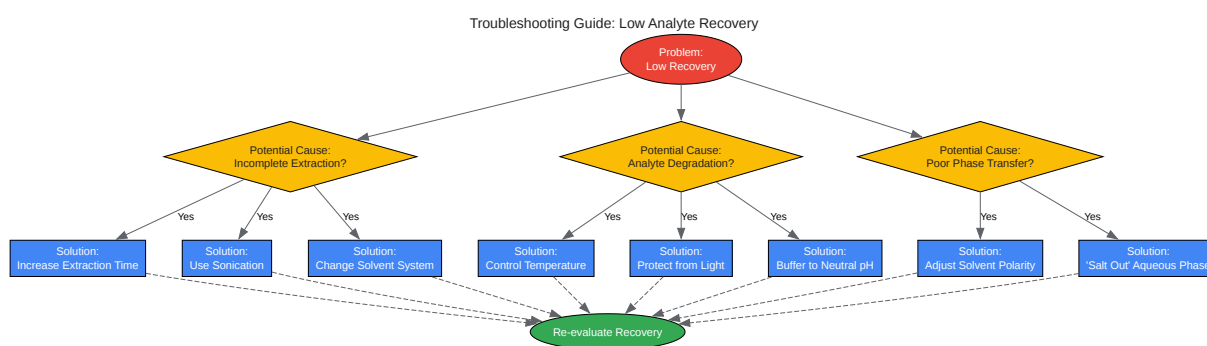 Troubleshooting Guide: Low Analyte Recovery
Problem:
Low Recovery
Potential Cause:
Incomplete Extraction?
Potential Cause:
Analyte Degradation?
Potential Cause:
Poor Phase Transfer?
Yes
Yes
Yes
Yes
Yes
Yes
Yes
Yes
Solution:
Increase Extraction Time
Solution:
Use Sonication
Solution:
Change Solvent System
Solution:
Control Temperature
Solution:
Protect from Light
Solution:
Buffer to Neutral pH
Solution:
Adjust Solvent Polarity
Solution:
'Salt Out' Aqueous Phase
Re-evaluate Recovery